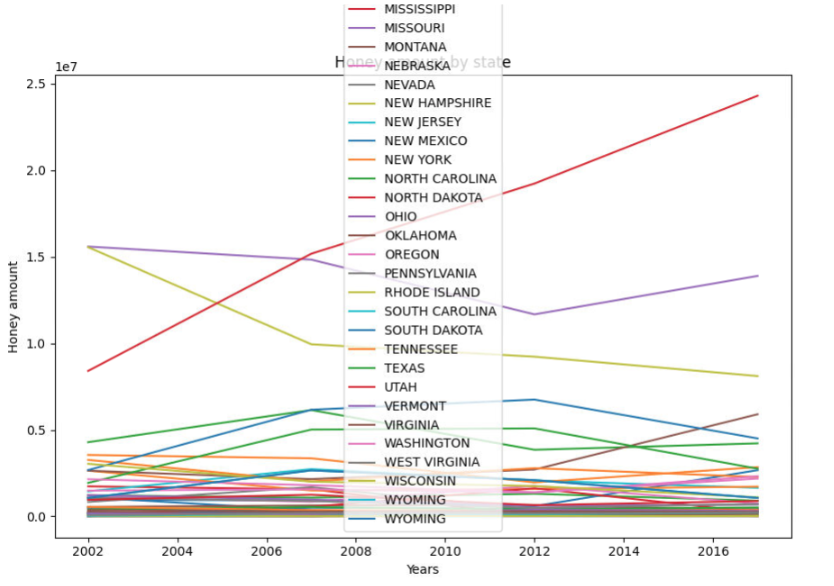 MISSISSIPPI
MISSOURI
MONTANA
Honey amount by state
NEBRASKA
1e7
NEVADA
2.5
NEW HAMPSHIRE
NEW JERSEY
NEW MEXICO
NEW YORK
2.0
NORTH CAROLINA
NORTH DAKOTA
OHIO
OKLAHOMA
1.5
OREGON
PENNSYLVANIA
RHODE ISLAND
SOUTH CAROLINA
SOUTH DAKOTA
1.0
TENNESSEE
TEXAS
UTAH
VERMONT
0.5
VIRGINIA
WASHINGTON
WEST VIRGINIA
WISCONSIN
WYOMING
0.0
WYOMING
Honey amount
2002 2004 2006 2008 2010 2012 2014 2016
Years